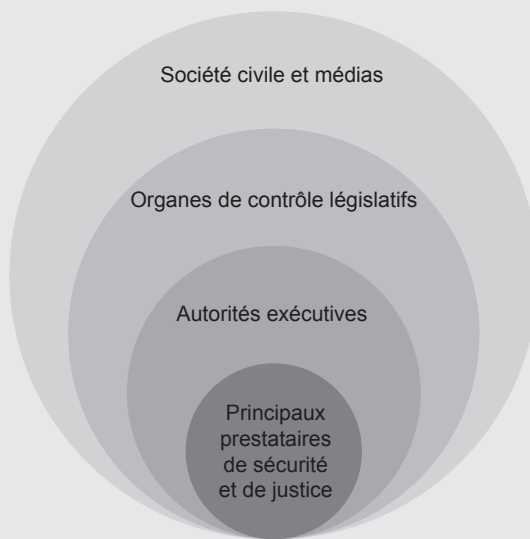 Société civile et médias
Organes de contrôle législatifs
Autorités exécutives
Principaux
prestataires
de sécurité
et de justice